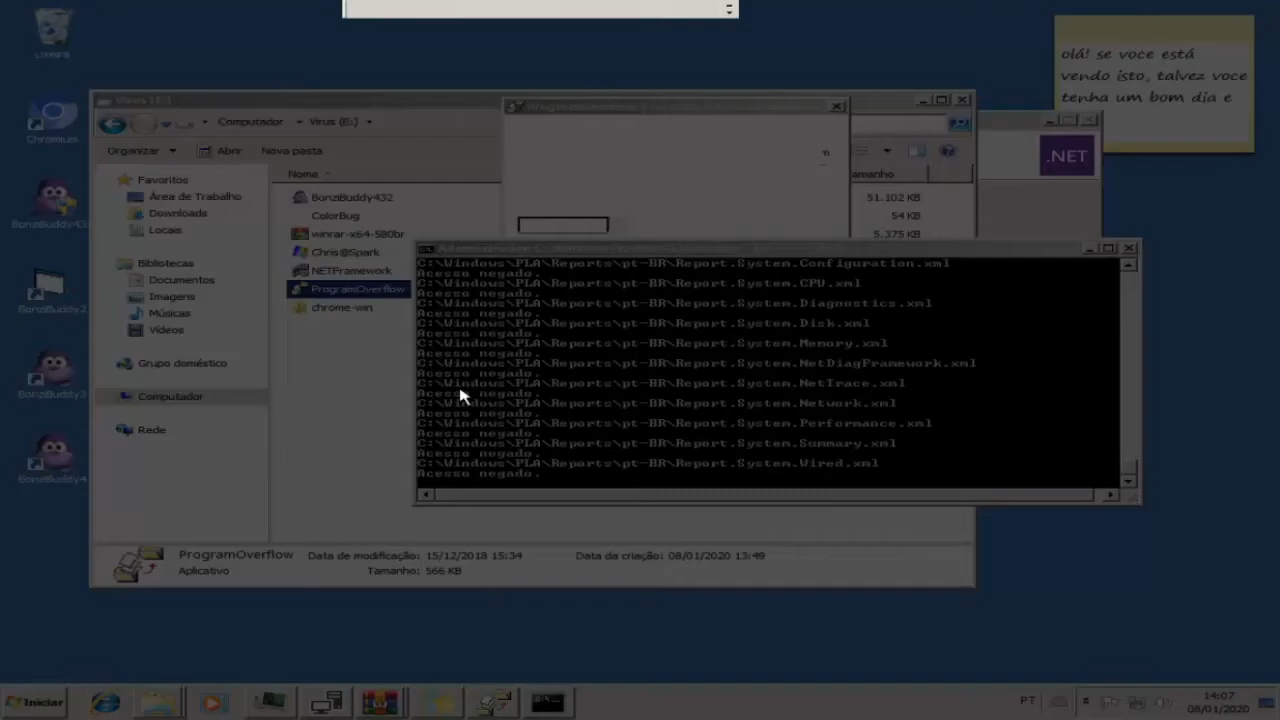 Lixeira
Chromium
BonziBuddy43
BonziBuddy2
BonziBuddy3
BonziBuddy4
olá! se voce está
vendo isto, talvez voce
tenha um bom dia e
.NET
Virus (E:)
Computador
Virus (E:)
Organizar
Abrir
Nova pasta
Favoritos
Área de Trabalho
Downloads
Locais
Bibliotecas
Documentos
Imagens
Músicas
Vídeos
Grupo doméstico
Computador
Rede
Nome
amanho
BonziBuddy432
51.102 KB
ColorBug
54 KB
winrar-x64-580br
5.375 KB
Chris@Spark
NETFramework
ProgramOverflow
chrome-win
C:\Windows\PLA\Reports\pt-BR\Report.System.Configuration.xml
Acesso negado.
C:\Windows\PLA\Reports\pt-BR\Report.System.CPU.xml
Acesso negado.
C:\Windows\PLA\Reports\pt-BR\Report.System.Diagnostics.xml
Acesso negado.
C:\Windows\PLA\Reports\pt-BR\Report.System.Disk.xml
Acesso negado.
C:\Windows\PLA\Reports\pt-BR\Report.System.Memory.xml
Acesso negado.
C:\Windows\PLA\Reports\pt-BR\Report.System.NetDiagFramework.xml
Acesso negado.
C:\Windows\PLA\Reports\pt-BR\Report.System.NetTrace.xml
Acesso negado.
C:\Windows\PLA\Reports\pt-BR\Report.System.Network.xml
Acesso negado.
C:\Windows\PLA\Reports\pt-BR\Report.System.Performance.xml
Acesso negado.
C:\Windows\PLA\Reports\pt-BR\Report.System.Summary.xml
Acesso negado.
C:\Windows\PLA\Reports\pt-BR\Report.System.Wired.xml
Acesso negado.
ProgramOverflow
Data de modificação: 15/12/2018 15:34
Data da criação: 08/01/2020 13:49
Aplicativo
Tamanho: 566 KB
Iniciar
PT
14:07
08/01/2020